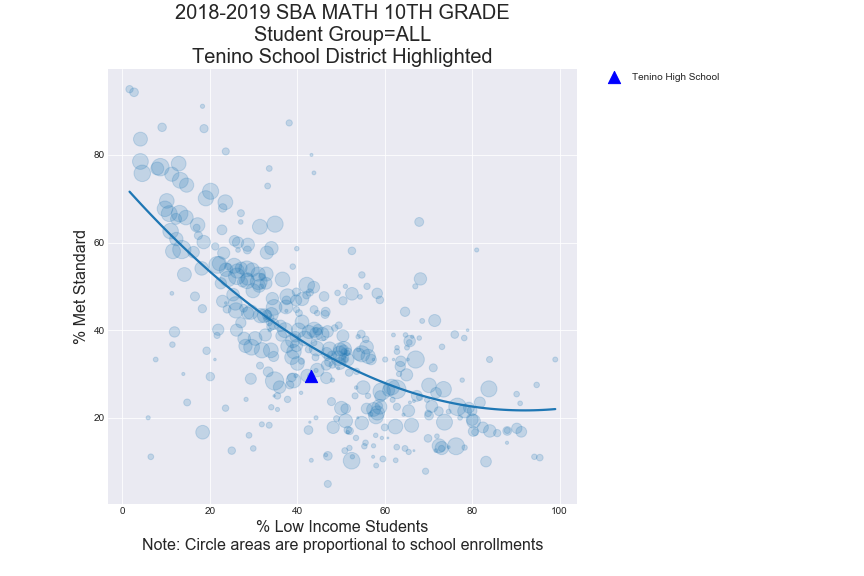 2018-2019 SBA MATH 10TH GRADE
Student Group=ALL
Tenino School District Highlighted
Tenino High School
% Met Standard
80
60
40
20
0 20 40 60 80 100
% Low Income Students
Note: Circle areas are proportional to school enrollments